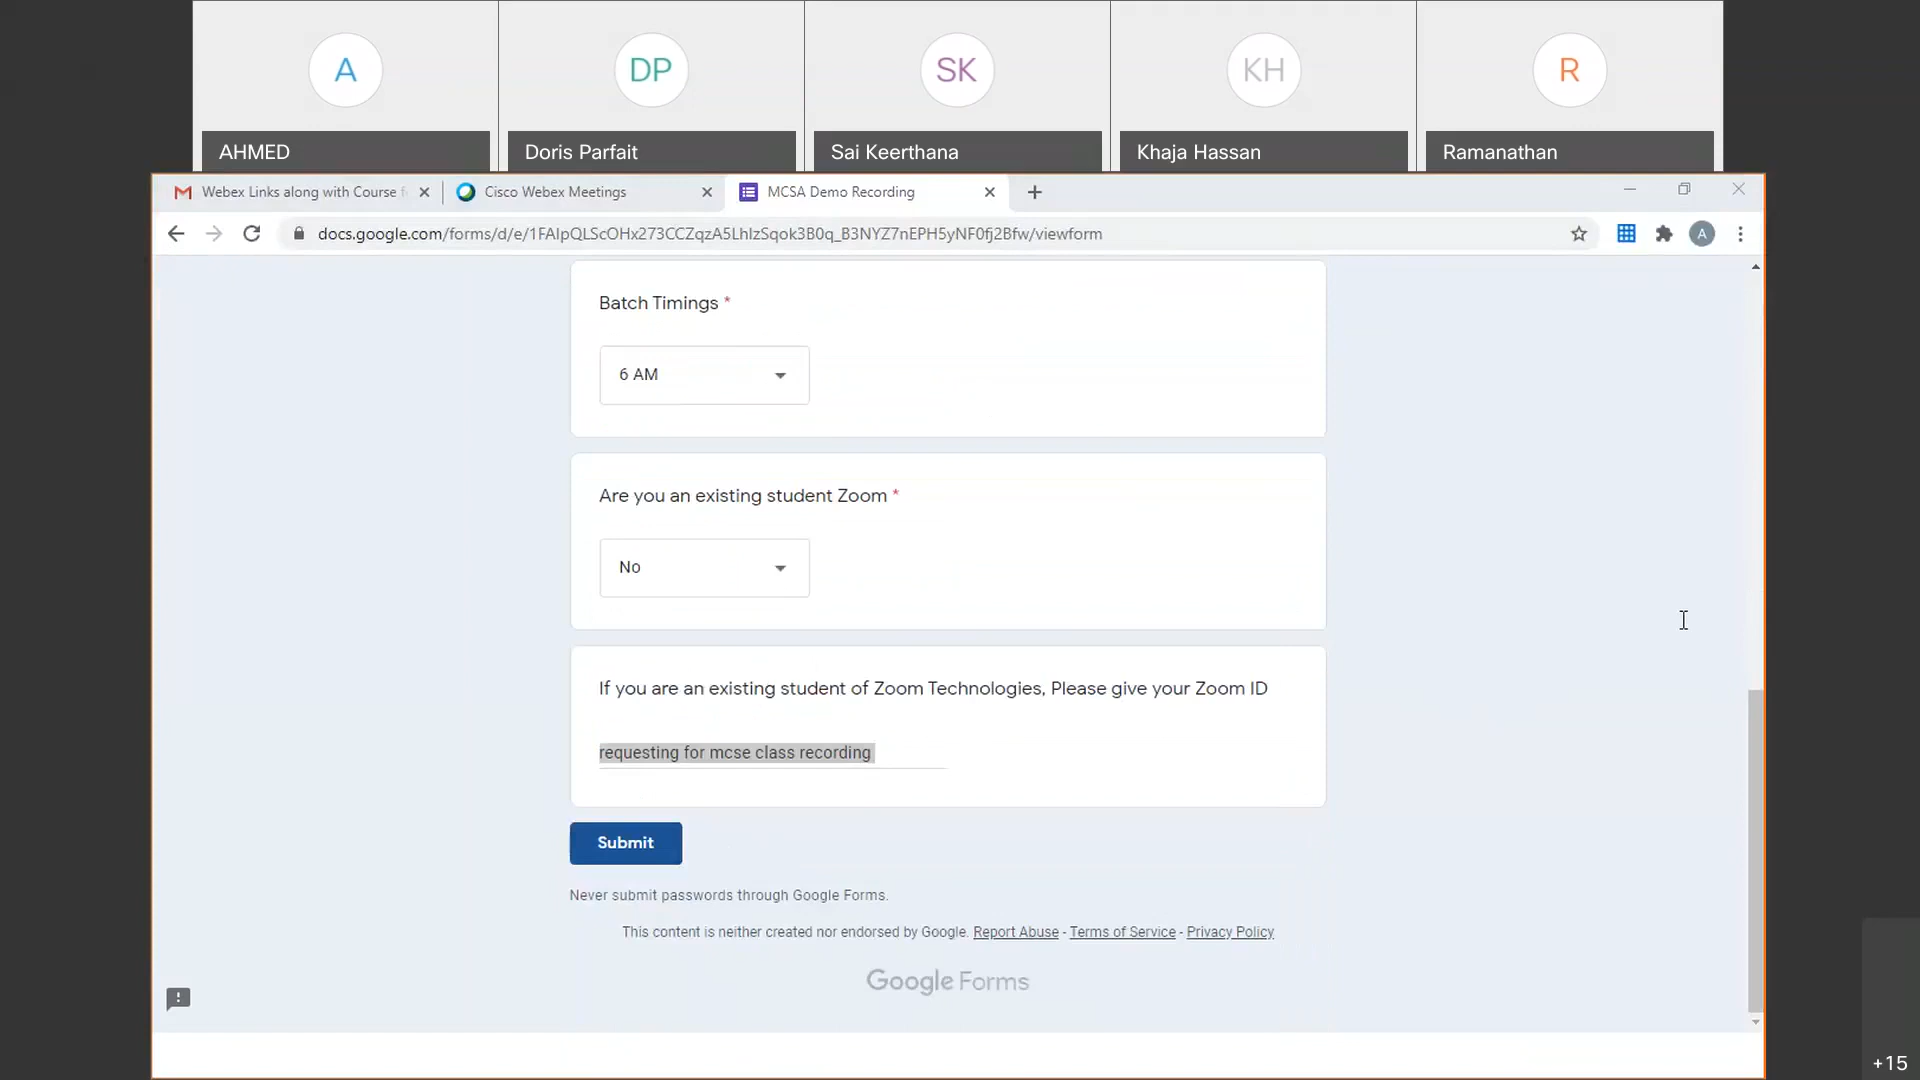 A
DP
SK
KH
R
AHMED
Doris Parfait
Sai Keerthana
Khaja Hassan
Ramanathan
Webex Links along with Course
Cisco Webex Meetings
MCSA Demo Recording
docs.google.com/forms/d/e/1FAIpQLScOHx273CCZqzA5LhIzSqok3B0q_B3NYZ7nEPH5yNF0fj2Bfw/viewform
A
Batch Timings *
6 AM
Are you an existing student Zoom *
No
If you are an existing student of Zoom Technologies, Please give your Zoom ID
requesting for mcse class recording
Submit
Never submit passwords through Google Forms.
This content is neither created nor endorsed by Google. Report Abuse - Terms of Service - Privacy Policy
Google Forms
+15